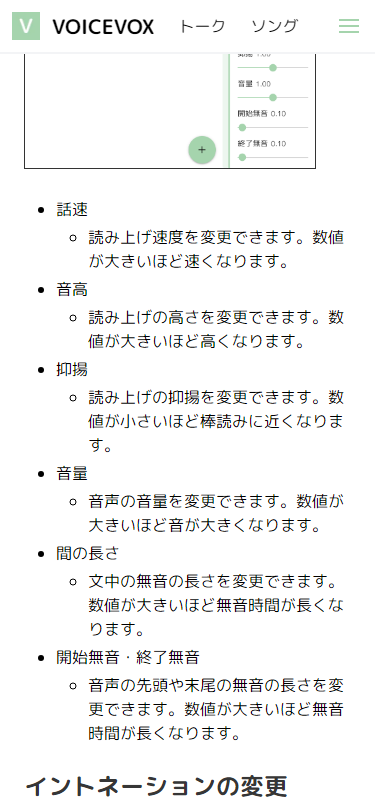 V VOICEVOX トーク ソング
抑揚 1.00
音量 1.00
開始無音 0.10
終了無音 0.10
+
話速
読み上げ速度を変更できます。数値
が大きいほど速くなります。
音高
読み上げの高さを変更できます。数
値が大きいほど高くなります。
抑揚
読み上げの抑揚を変更できます。数
値が小さいほど棒読みに近くなりま
す。
音量
音声の音量を変更できます。数値が
大きいほど音が大きくなります。
間の長さ
文中の無音の長さを変更できます。
数値が大きいほど無音時間が長くな
ります。
開始無音・終了無音
音声の先頭や末尾の無音の長さを変
更できます。数値が大きいほど無音
時間が長くなります。
イントネーションの変更